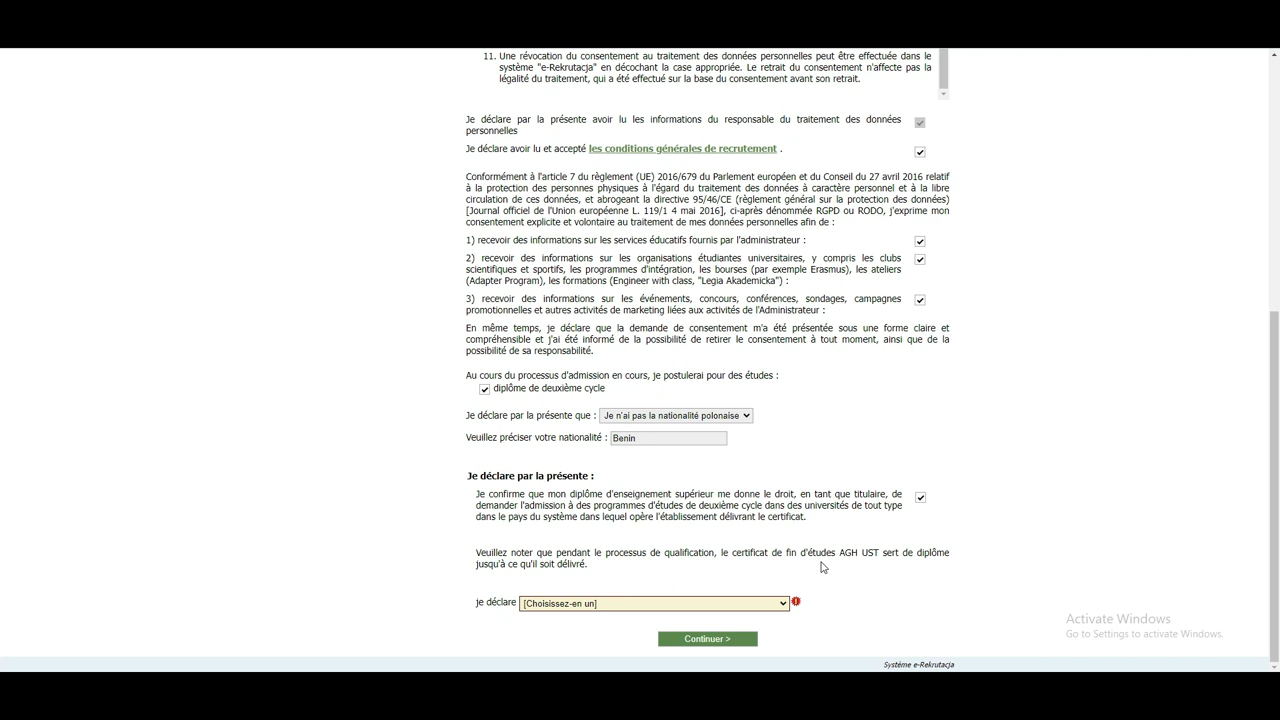 11. Une révocation du consentement au traitement des données personnelles peut être effectuée dans le
système "e-Rekrutacja" en décochant la case appropriée. Le retrait du consentement n'affecte pas la
légalité du traitement, qui a été effectué sur la base du consentement avant son retrait.
Je déclare par la présente avoir lu les informations du responsable du traitement des données
personnelles
Je déclare avoir lu et accepté les conditions générales de recrutement .
Conformément à l'article 7 du règlement (UE) 2016/679 du Parlement européen et du Conseil du 27 avril 2016 relatif
à la protection des personnes physiques à l'égard du traitement des données à caractère personnel et à la libre
circulation de ces données, et abrogeant la directive 95/46/CE (règlement général sur la protection des données)
[Journal officiel de l'Union européenne L. 119/1 4 mai 2016], ci-après dénommée RGPD ou RODO, j'exprime mon
consentement explicite et volontaire au traitement de mes données personnelles afin de :
1) recevoir des informations sur les services éducatifs fournis par l'administrateur :
2) recevoir des informations sur les organisations étudiantes universitaires, y compris les clubs
scientifiques et sportifs, les programmes d'intégration, les bourses (par exemple Erasmus), les ateliers
(Adapter Program), les formations (Engineer with class, "Legia Akademicka") :
3) recevoir des informations sur les événements, concours, conférences, sondages, campagnes
promotionnelles et autres activités de marketing liées aux activités de l'Administrateur :
En même temps, je déclare que la demande de consentement m'a été présentée sous une forme claire et
compréhensible et j'ai été informé de la possibilité de retirer le consentement à tout moment, ainsi que de la
possibilité de sa responsabilité.
Au cours du processus d'admission en cours, je postulerai pour des études :
diplôme de deuxième cycle
Je déclare par la présente que : Je n'ai pas la nationalité polonaise
Veuillez préciser votre nationalité : Benin
Je déclare par la présente :
Je confirme que mon diplôme d'enseignement supérieur me donne le droit, en tant que titulaire, de
demander l'admission à des programmes d'études de deuxième cycle dans des universités de tout type
dans le pays du système dans lequel opère l'établissement délivrant le certificat.
Veuillez noter que pendant le processus de qualification, le certificat de fin d'études AGH UST sert de diplôme
jusqu'à ce qu'il soit délivré.
je déclare [Choisissez-en un]
Continuer >
Activate Windows
Go to Settings to activate Windows.
Système e-Rekrutacja